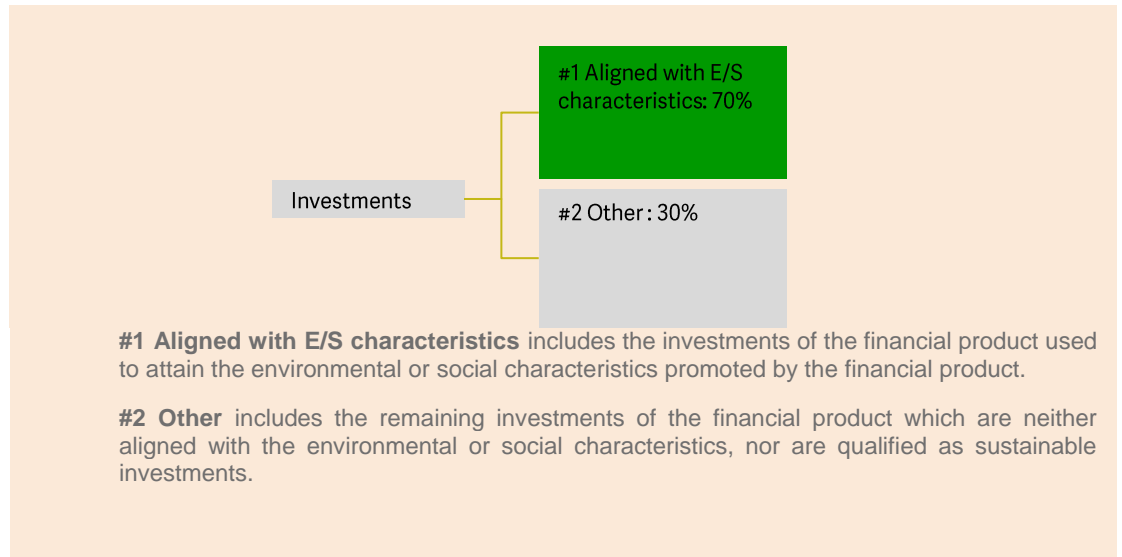 #1 Aligned with E/S
characteristics: 70%
Investments
#2 Other : 30%
#1 Aligned with E/S characteristics includes the investments of the financial product used
to attain the environmental or social characteristics promoted by the financial product.
#2 Other includes the remaining investments of the financial product which are neither
aligned with the environmental or social characteristics, nor are qualified as sustainable
investments.